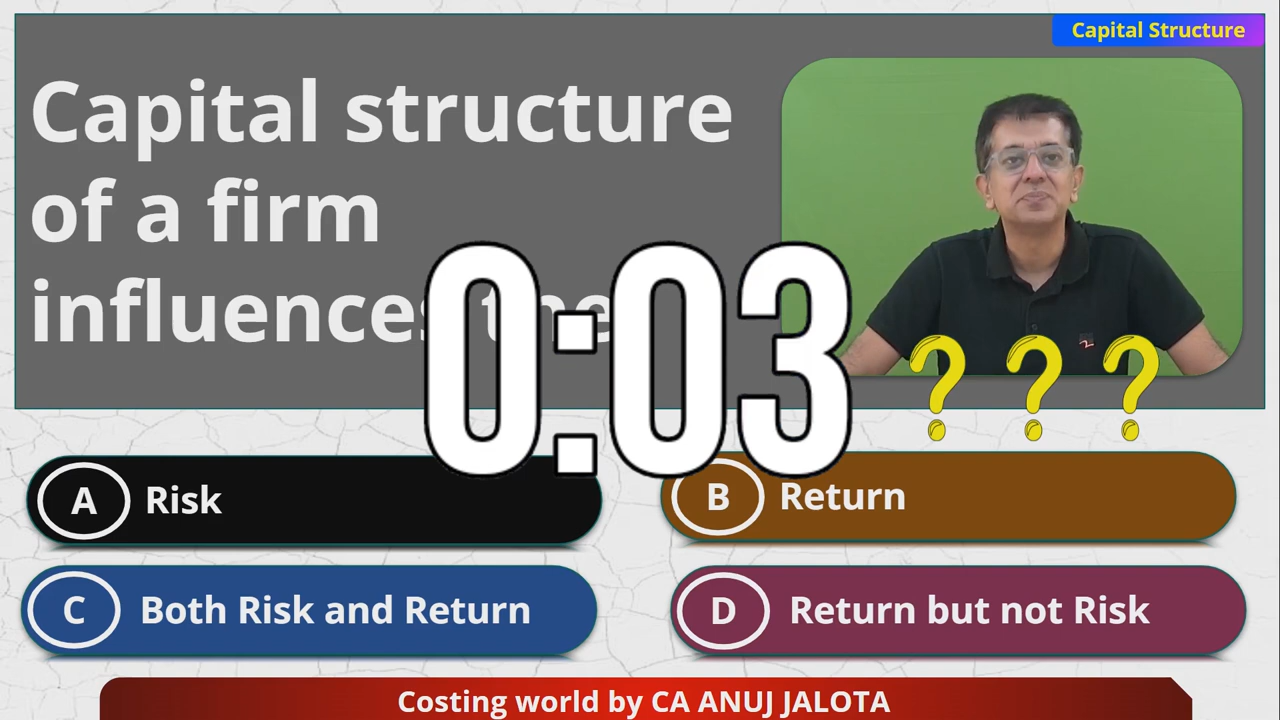 Capital Structure
Capital structure
of a firm
influences the
0:03
? ? ?
A Risk
B Return
C Both Risk and Return
D Return but not Risk
Costing world by CA ANUJ JALOTA